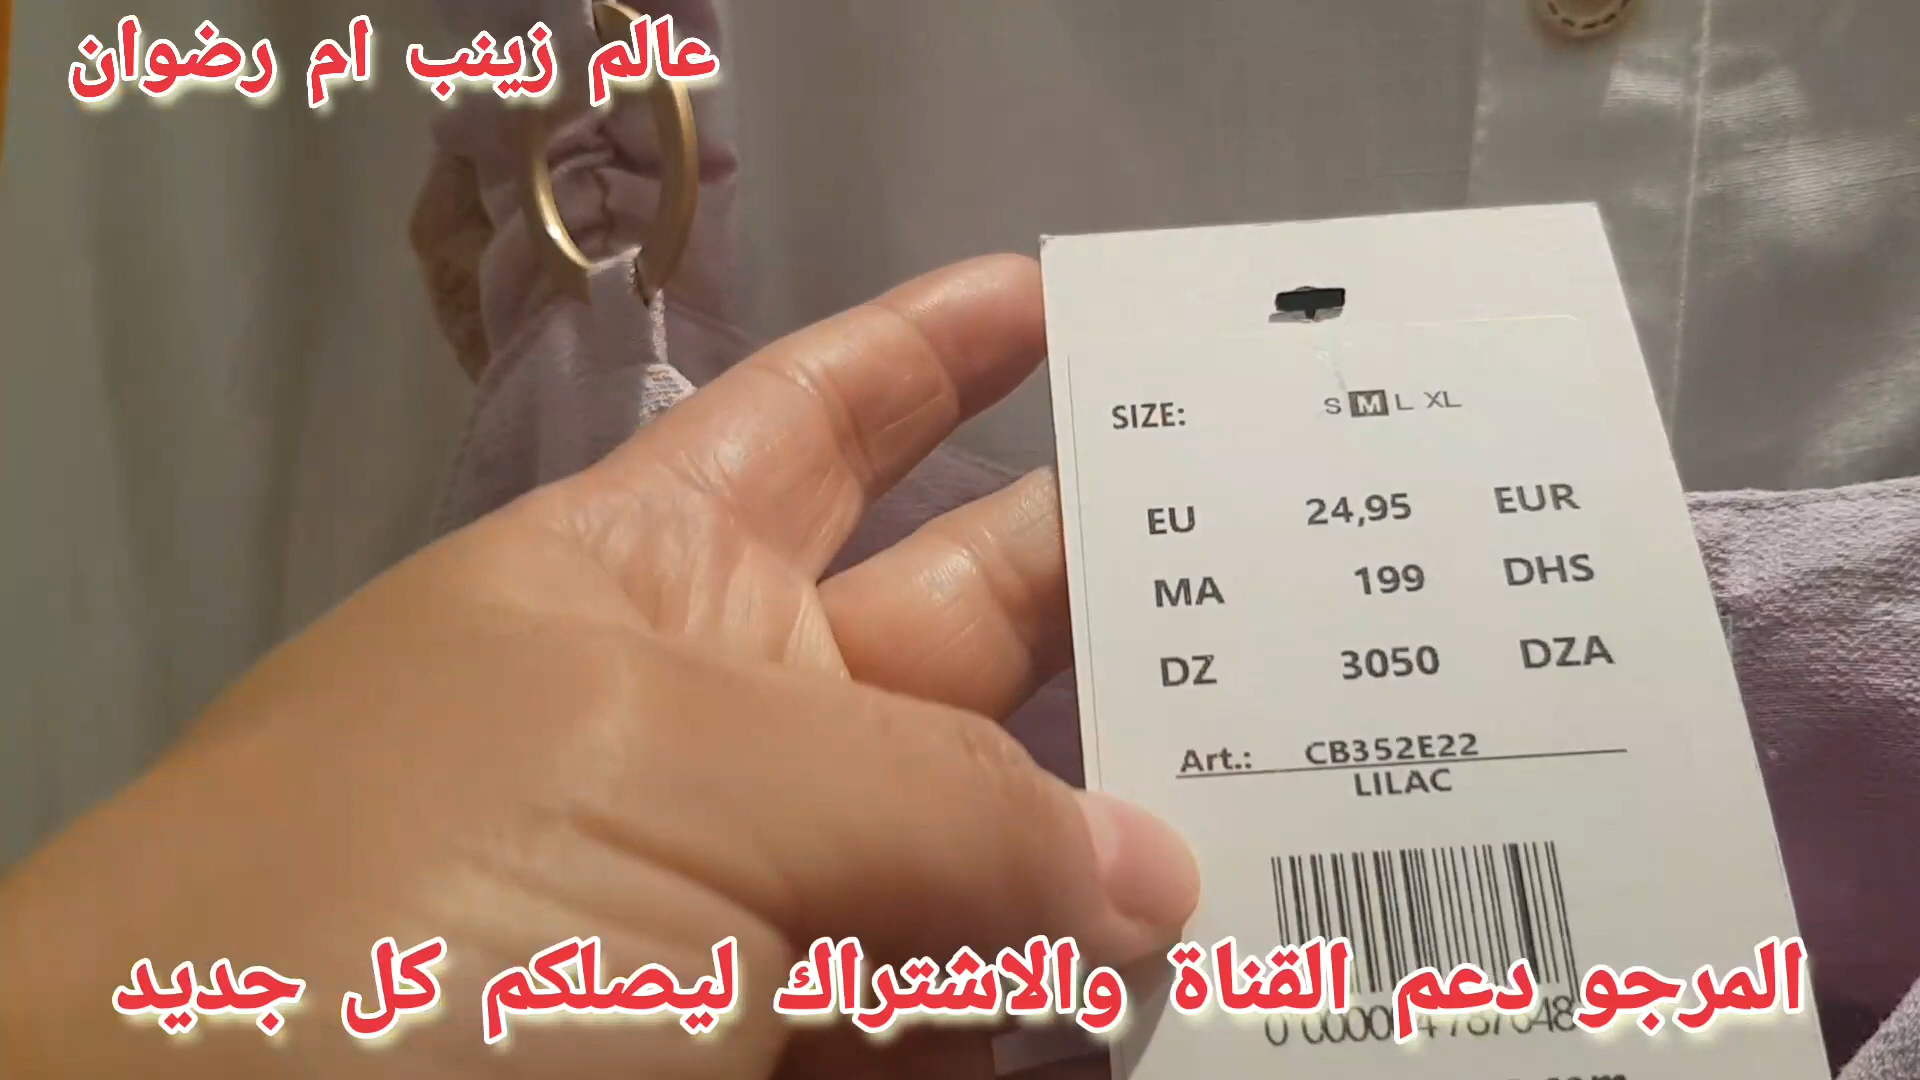 عالم زينب ام رضوان
SIZE: S M L XL
EU 24,95 EUR
MA 199 DHS
DZ 3050 DZA
Art.: CB352E22
LILAC
المرجو دعم القناة والاشتراك ليصلكم كل جديد